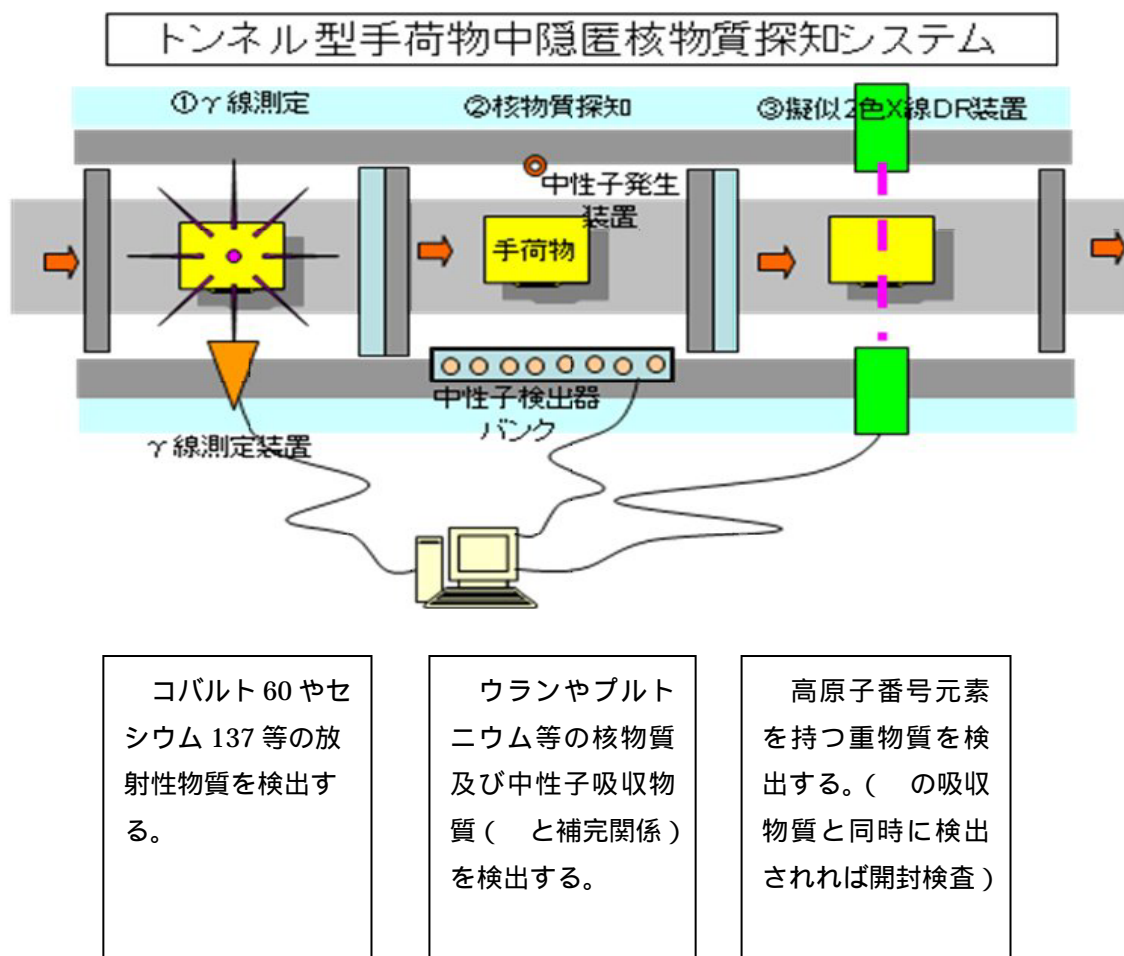 トンネル型手荷物中隠匿核物質探知システム
①γ線測定
②核物質探知
③擬似2色X線DR装置
中性子発生
装置
手荷物
中性子検出器
バンク
γ線測定装置
コバルト 60 やセ
シウム 137 等の放
射性物質を検出す
る。
ウランやプルト
ニウム等の核物質
及び中性子吸収物
質(　と補完関係)
を検出する。
高原子番号元素
を持つ重物質を検
出する。(　の吸収
物質と同時に検出
されれば開封検査)